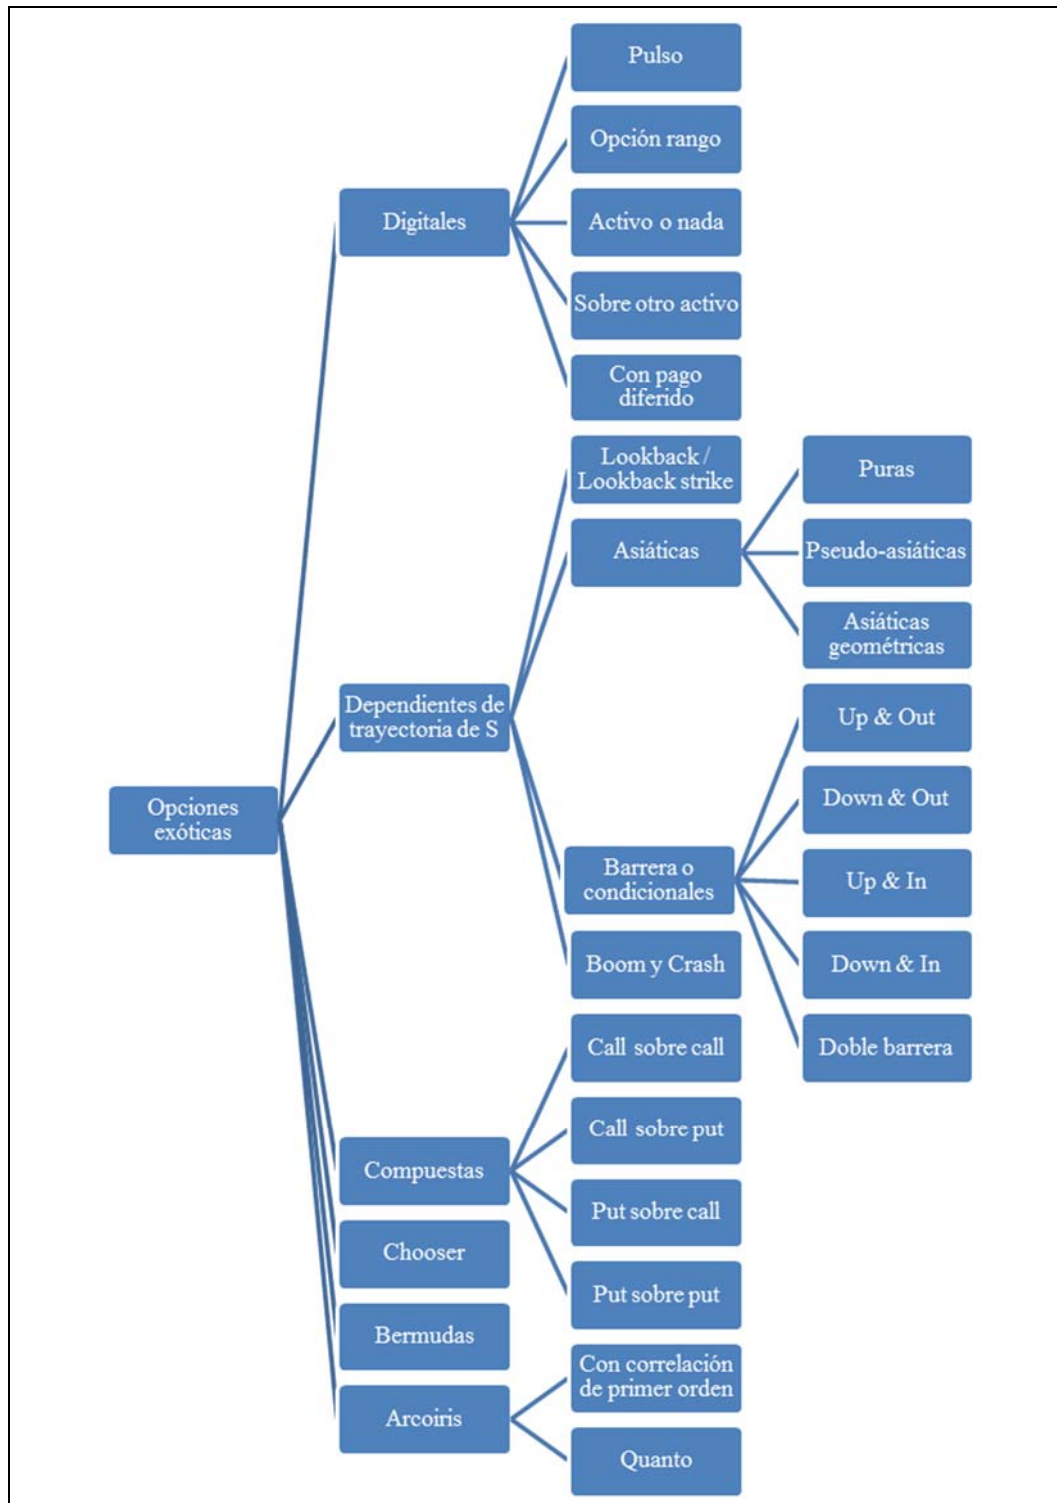 Opciones
exóticas
Digitales
Pulso
Opción rango
Activo o nada
Sobre otro activo
Con pago
diferido
Dependientes de
trayectoria de S
Lookback /
Lookback strike
Asiáticas
Puras
Pseudo-asiáticas
Asiáticas
geométricas
Barrera o
condicionales
Up & Out
Down & Out
Up & In
Down & In
Doble barrera
Boom y Crash
Compuestas
Call sobre call
Call sobre put
Put sobre call
Put sobre put
Chooser
Bermudas
Arcoiris
Con correlación
de primer orden
Quanto